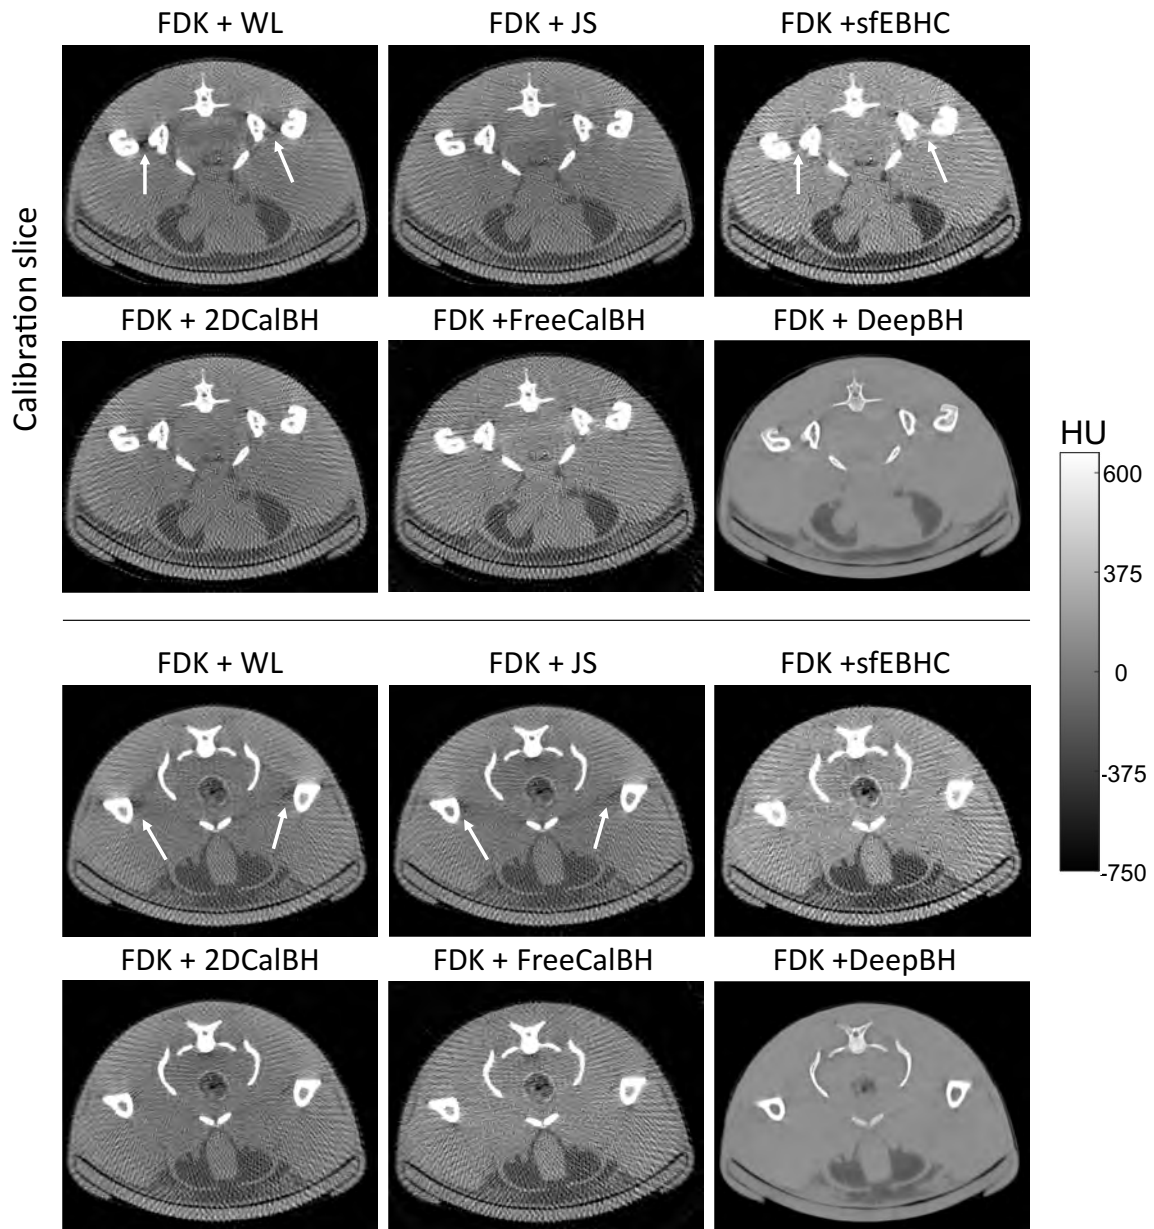 FDK + WL
FDK + JS
FDK +sfEBHC
Calibration slice
FDK + 2DCalBH
FDK +FreeCalBH
FDK + DeepBH
HU
600
375
0
-375
-750
FDK + WL
FDK + JS
FDK +sfEBHC
FDK + 2DCalBH
FDK + FreeCalBH
FDK +DeepBH